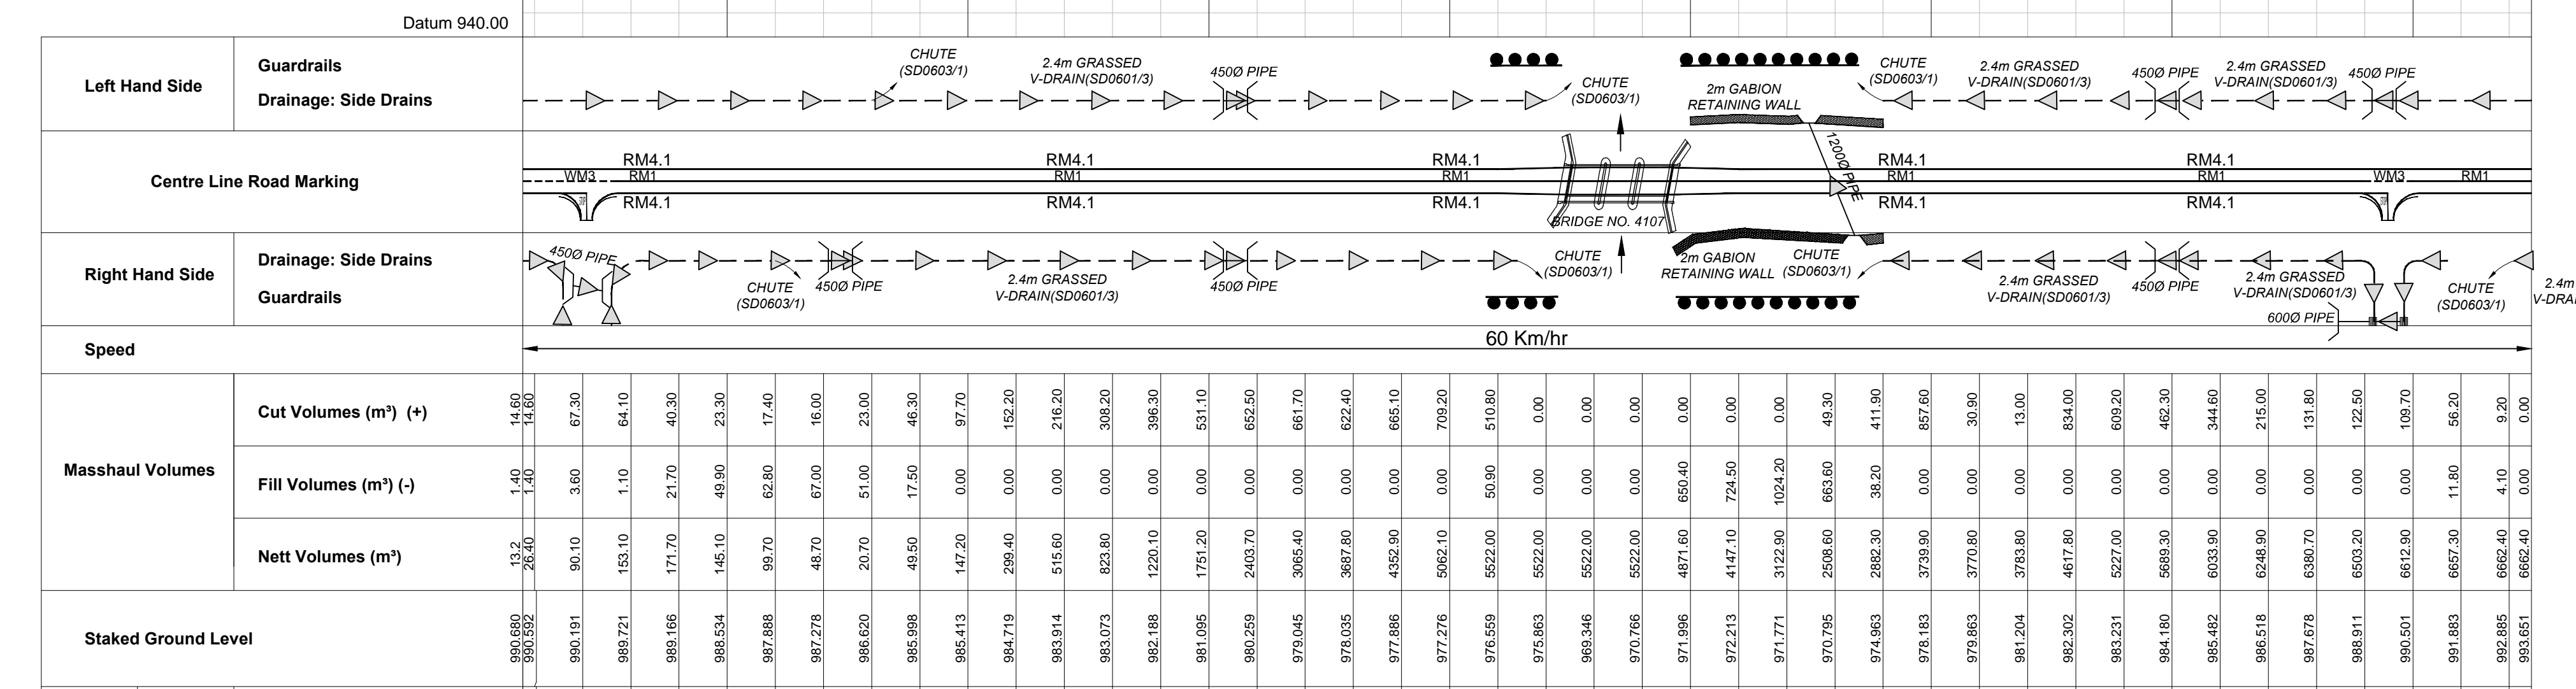 Datum 940.00
Left Hand Side
Guardrails
Drainage: Side Drains
CHUTE
(SD0603/1)
2.4m GRASSED
V-DRAIN(SD0601/3)
450Ø PIPE
CHUTE
(SD0603/1)
2m GABION
RETAINING WALL
CHUTE
(SD0603/1)
2.4m GRASSED
V-DRAIN(SD0601/3)
450Ø PIPE
2.4m GRASSED
V-DRAIN(SD0601/3)
450Ø PIPE
Centre Line Road Marking
RM4.1 RM4.1 RM4.1 RM4.1 RM4.1
WM3 RM1 RM1 RM1 RM1 RM1 WM3 RM1
RM4.1 RM4.1 RM4.1 RM4.1 RM4.1
BRIDGE NO. 4107
1200Ø PIPE
Right Hand Side
Drainage: Side Drains
Guardrails
450Ø PIPE
CHUTE
(SD0603/1)
450Ø PIPE
2.4m GRASSED
V-DRAIN(SD0601/3)
450Ø PIPE
CHUTE
(SD0603/1)
2m GABION
RETAINING WALL
CHUTE
(SD0603/1)
2.4m GRASSED
V-DRAIN(SD0601/3)
450Ø PIPE
2.4m GRASSED
V-DRAIN(SD0601/3)
600Ø PIPE
CHUTE
(SD0603/1)
2.4m
V-DRA
Speed
60 Km/hr
Masshaul Volumes
Cut Volumes (m³) (+)
14.60 14.60 67.30 64.10 40.30 23.30 17.40 16.00 23.00 46.30 97.70 152.20 216.20 308.20 396.30 531.10 652.50 661.70 622.40 665.10 709.20 510.80 0.00 0.00 0.00 0.00 0.00 0.00 49.30 411.90 857.60 30.90 13.00 834.00 609.20 462.30 344.60 215.00 131.80 122.50 109.70 56.20 9.20 0.00
Fill Volumes (m³) (-)
1.40 1.40 3.60 1.10 21.70 49.90 62.80 67.00 51.00 17.50 0.00 0.00 0.00 0.00 0.00 0.00 0.00 0.00 0.00 0.00 0.00 50.90 0.00 0.00 0.00 650.40 724.50 1024.20 663.60 38.20 0.00 0.00 0.00 0.00 0.00 0.00 0.00 0.00 0.00 0.00 0.00 11.80 4.10 0.00
Nett Volumes (m³)
13.2 26.40 90.10 153.10 171.70 145.10 99.70 48.70 20.70 49.50 147.20 299.40 515.60 823.80 1220.10 1751.20 2403.70 3065.40 3687.80 4352.90 5062.10 5522.00 5522.00 5522.00 5522.00 4871.60 4147.10 3122.90 2508.60 2882.30 3739.90 3770.80 3783.80 4617.80 5227.00 5689.30 6033.90 6248.90 6380.70 6503.20 6612.90 6657.30 6662.40 6662.40
Staked Ground Level
990.680 990.592 990.191 989.721 989.166 988.534 987.888 987.278 986.620 985.998 985.413 984.719 983.914 983.073 982.188 981.095 980.259 979.045 978.035 977.886 977.276 976.559 975.863 969.346 970.766 971.996 972.213 971.771 970.795 974.963 978.183 979.863 981.204 982.302 983.231 984.180 985.482 986.518 987.678 988.911 990.501 991.883 992.885 993.651